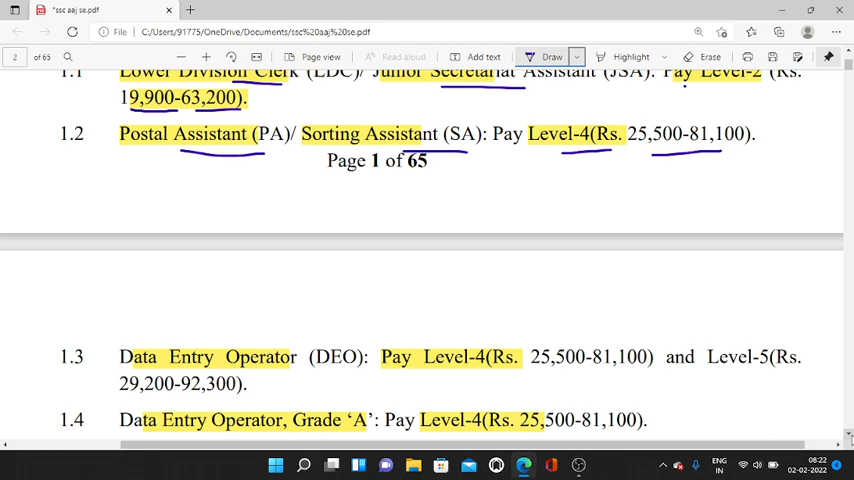 *ssc aaj se.pdf
File
C:/Users/91775/OneDrive/Documents/ssc%20aaj%20se.pdf
2 of 65
Page view
Read aloud
Add text
Draw
Highlight
Erase
1.1 Lower Division Clerk (LDC)/ Junior Secretariat Assistant (JSA): Pay Level-2 (Rs.
19,900-63,200).
1.2 Postal Assistant (PA)/ Sorting Assistant (SA): Pay Level-4(Rs. 25,500-81,100).
Page 1 of 65
1.3 Data Entry Operator (DEO): Pay Level-4(Rs. 25,500-81,100) and Level-5(Rs.
29,200-92,300).
1.4 Data Entry Operator, Grade ‘A’: Pay Level-4(Rs. 25,500-81,100).
ENG
IN
08:22
02-02-2022